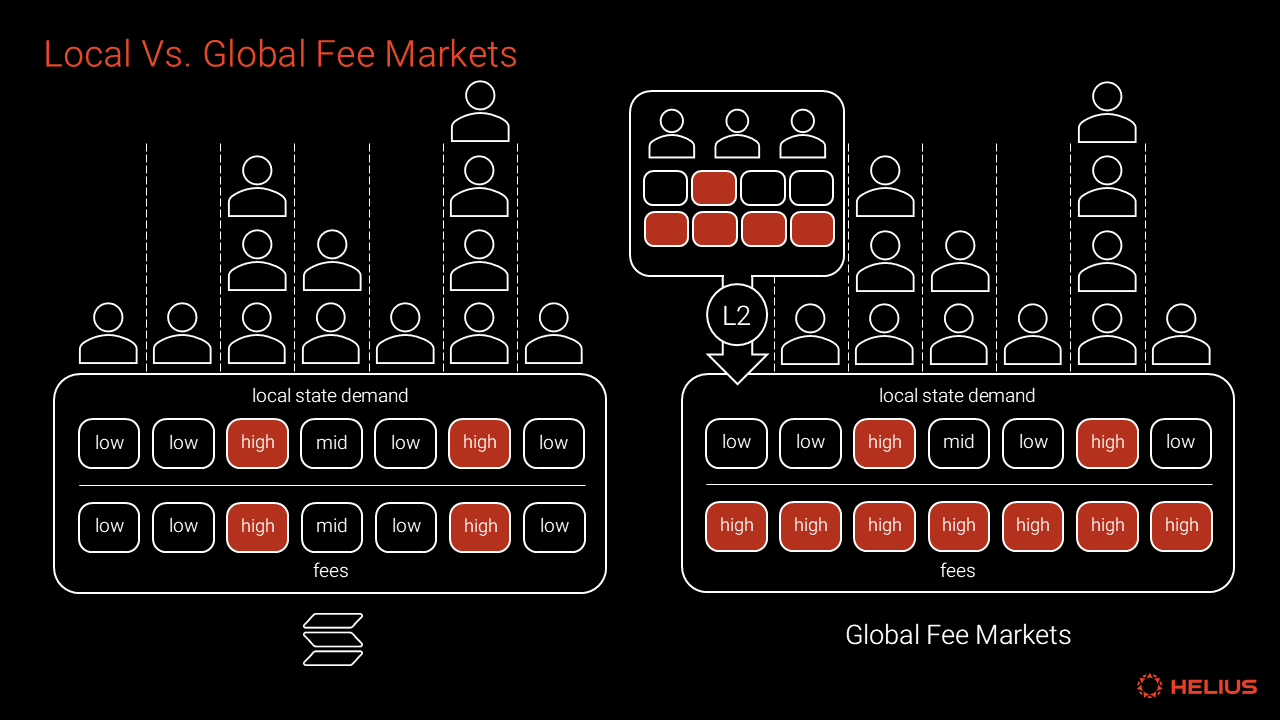 Local Vs. Global Fee Markets
local state demand
low low high mid low high low
low low high mid low high low
fees
L2
local state demand
low low high mid low high low
high high high high high high high
fees
Global Fee Markets
HELIUS